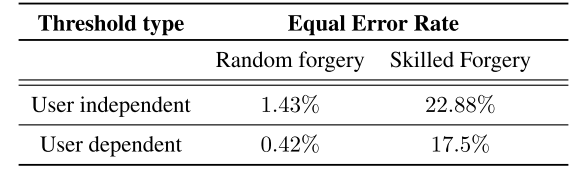 Threshold type Equal Error Rate
Random forgery Skilled Forgery
User independent 1.43% 22.88%
User dependent 0.42% 17.5%